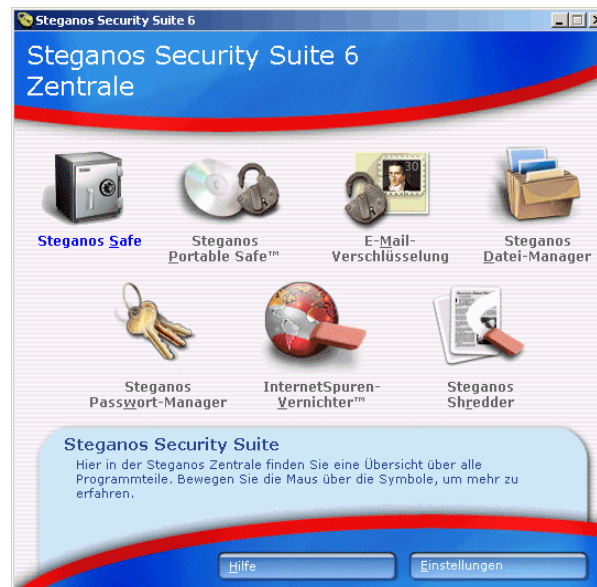 Steganos Security Suite 6
Steganos Security Suite 6
Zentrale
30
Steganos Safe
Steganos
Portable Safe™
E-Mail-
Verschlüsselung
Steganos
Datei-Manager
Steganos
Passwort-Manager
InternetSpuren-
Vernichter™
Steganos
Shredder
Steganos Security Suite
Hier in der Steganos Zentrale finden Sie eine Übersicht über alle
Programmteile. Bewegen Sie die Maus über die Symbole, um mehr zu
erfahren.
Hilfe
Einstellungen